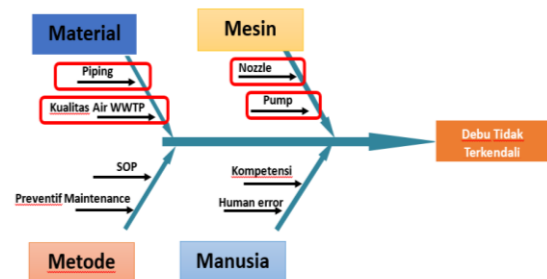 Material
Mesin
Piping
Nozzle
Kualitas Air WWTP
Pump
Debu Tidak
Terkendali
SOP
Kompetensi
Preventif Maintenance
Human error
Metode
Manusia